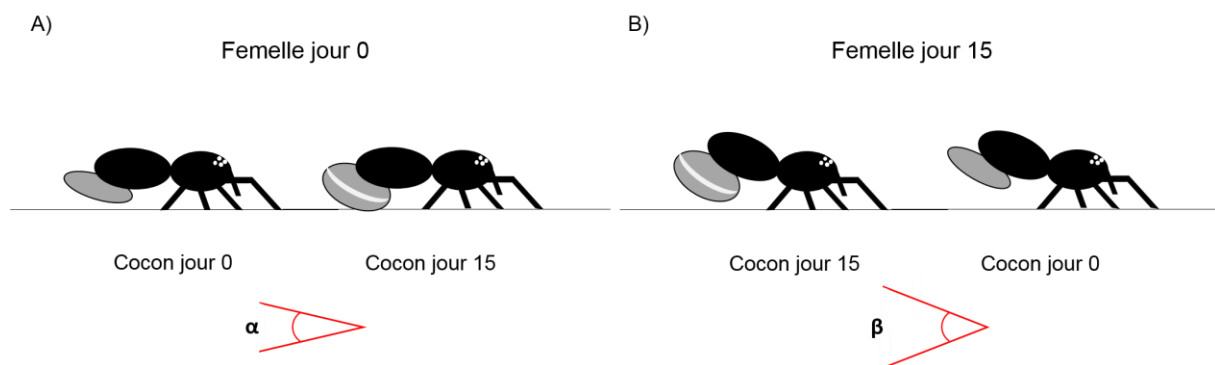 A)
Femelle jour 0
Cocon jour 0
Cocon jour 15
α
B)
Femelle jour 15
Cocon jour 15
Cocon jour 0
β